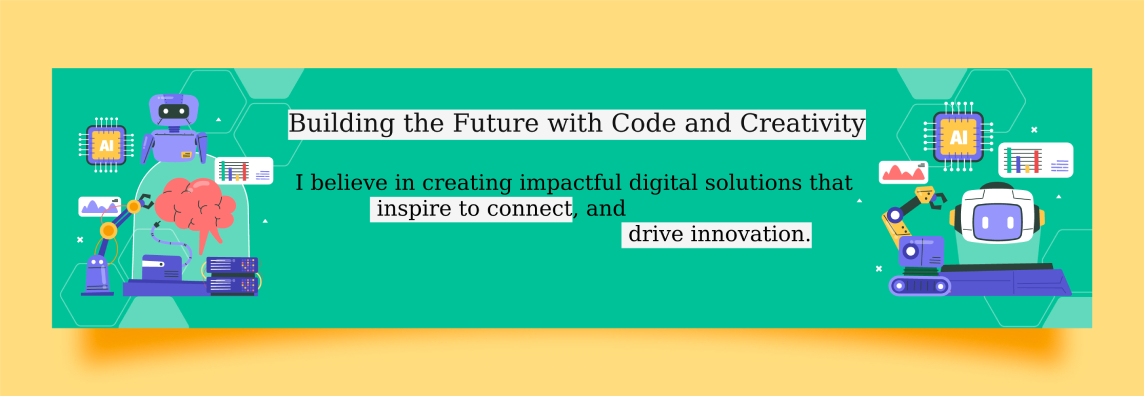 Building the Future with Code and Creativity
I believe in creating impactful digital solutions that
inspire to connect, and
drive innovation.
AI
AI